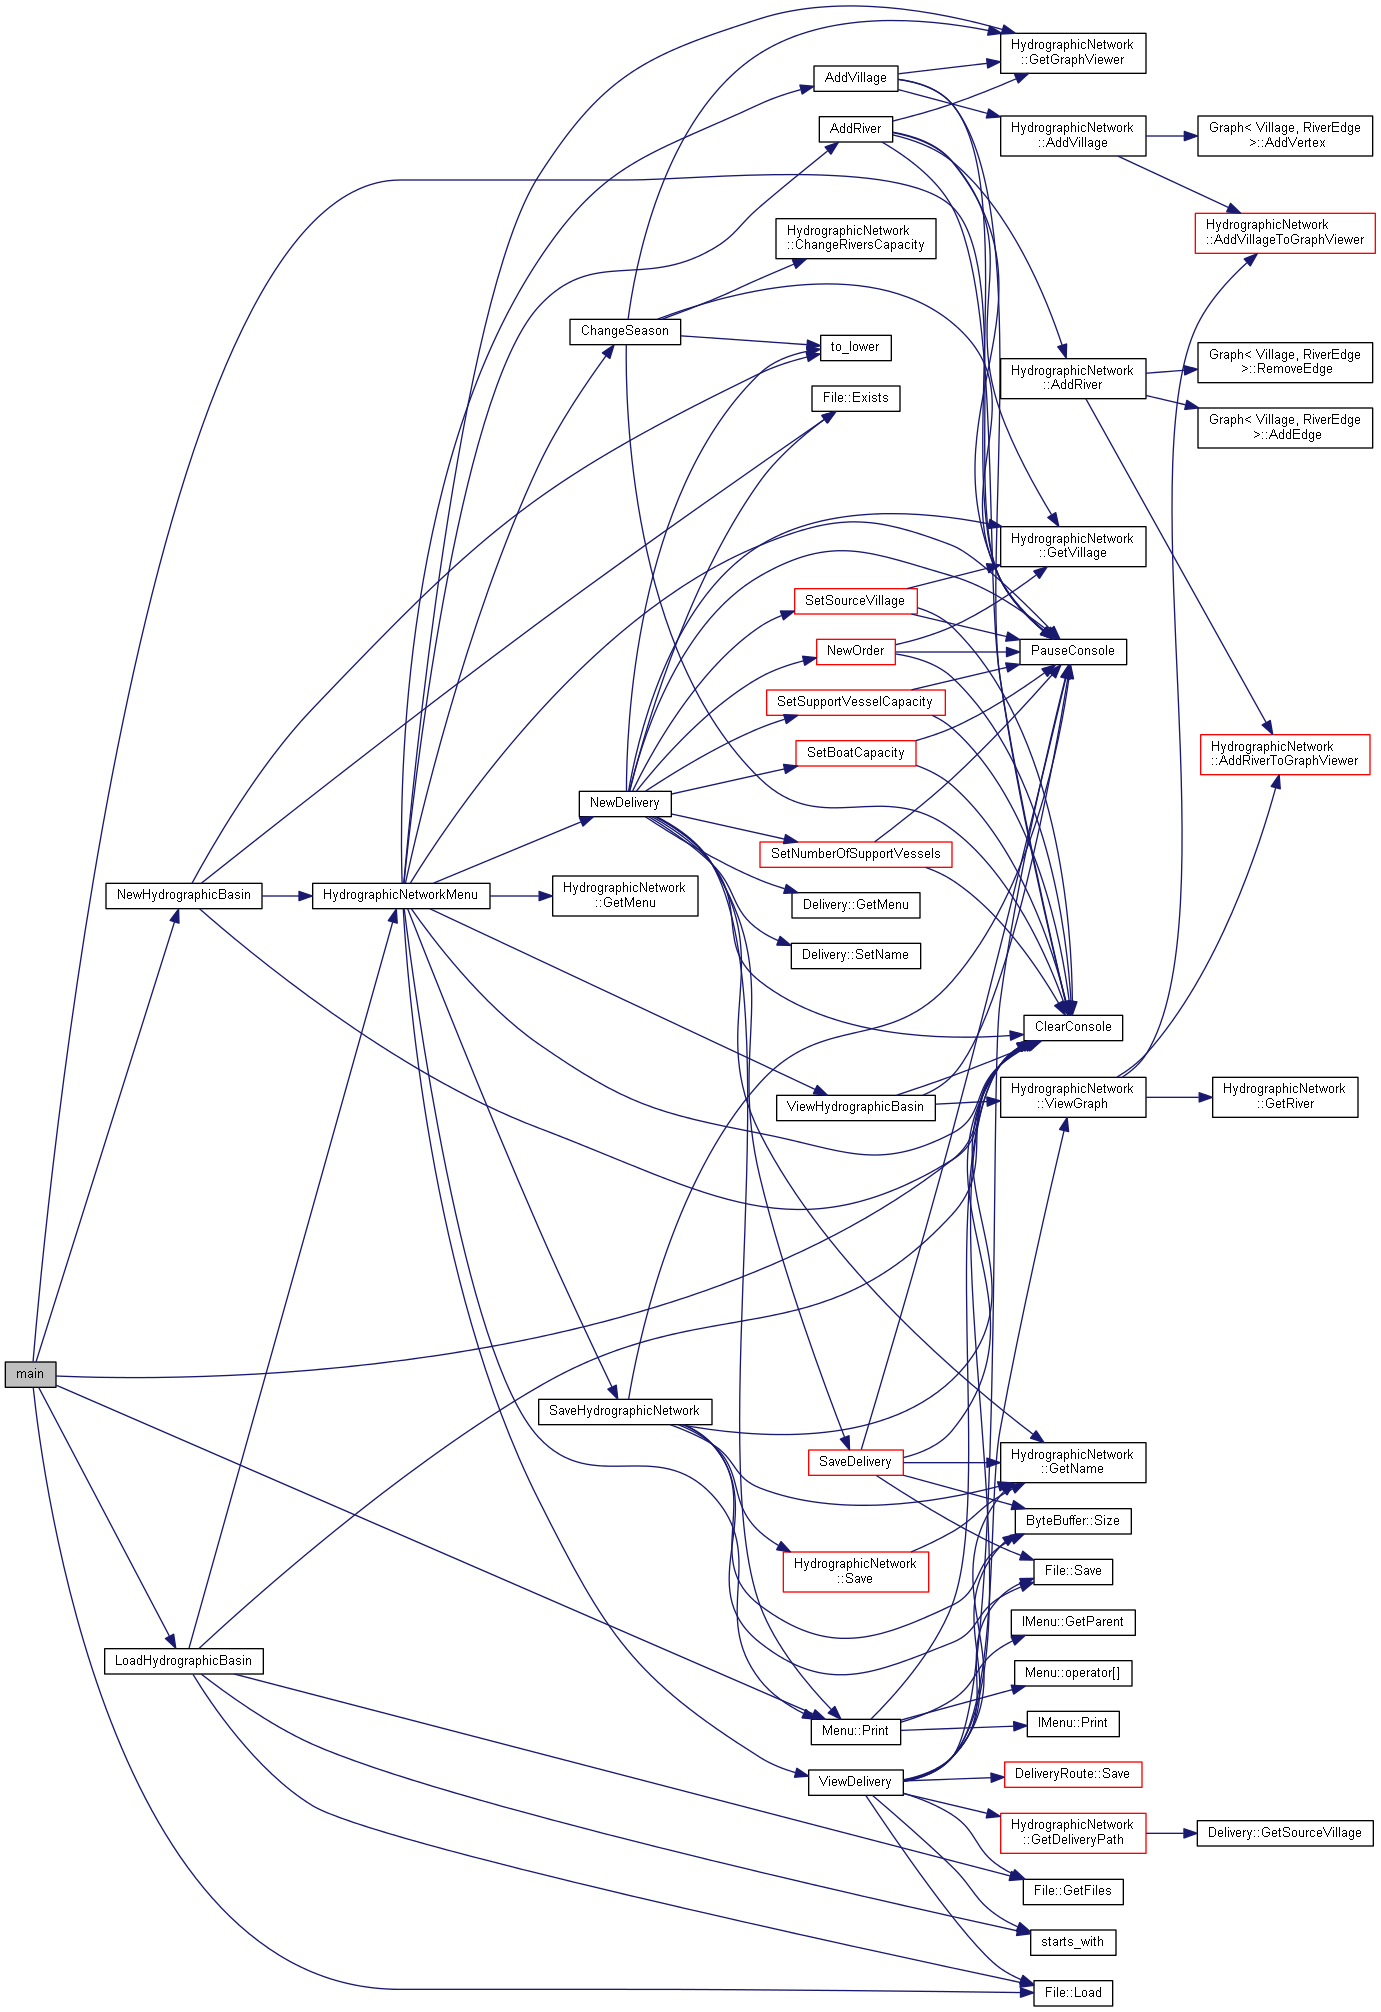 HydrographicNetwork
::GetGraphViewer
AddVillage
AddRiver
HydrographicNetwork
::AddVillage
Graph< Village, RiverEdge
>::AddVertex
HydrographicNetwork
::AddVillageToGraphViewer
HydrographicNetwork
::ChangeRiversCapacity
ChangeSeason
to_lower
File::Exists
HydrographicNetwork
::AddRiver
Graph< Village, RiverEdge
>::RemoveEdge
Graph< Village, RiverEdge
>::AddEdge
HydrographicNetwork
::GetVillage
SetSourceVillage
NewOrder
PauseConsole
SetSupportVesselCapacity
SetBoatCapacity
HydrographicNetwork
::AddRiverToGraphViewer
NewDelivery
SetNumberOfSupportVessels
NewHydrographicBasin
HydrographicNetworkMenu
HydrographicNetwork
::GetMenu
Delivery::GetMenu
Delivery::SetName
ClearConsole
ViewHydrographicBasin
HydrographicNetwork
::ViewGraph
HydrographicNetwork
::GetRiver
main
SaveHydrographicNetwork
SaveDelivery
HydrographicNetwork
::GetName
ByteBuffer::Size
HydrographicNetwork
::Save
File::Save
IMenu::GetParent
LoadHydrographicBasin
Menu::operator[]
Menu::Print
IMenu::Print
ViewDelivery
DeliveryRoute::Save
HydrographicNetwork
::GetDeliveryPath
Delivery::GetSourceVillage
File::GetFiles
starts_with
File::Load